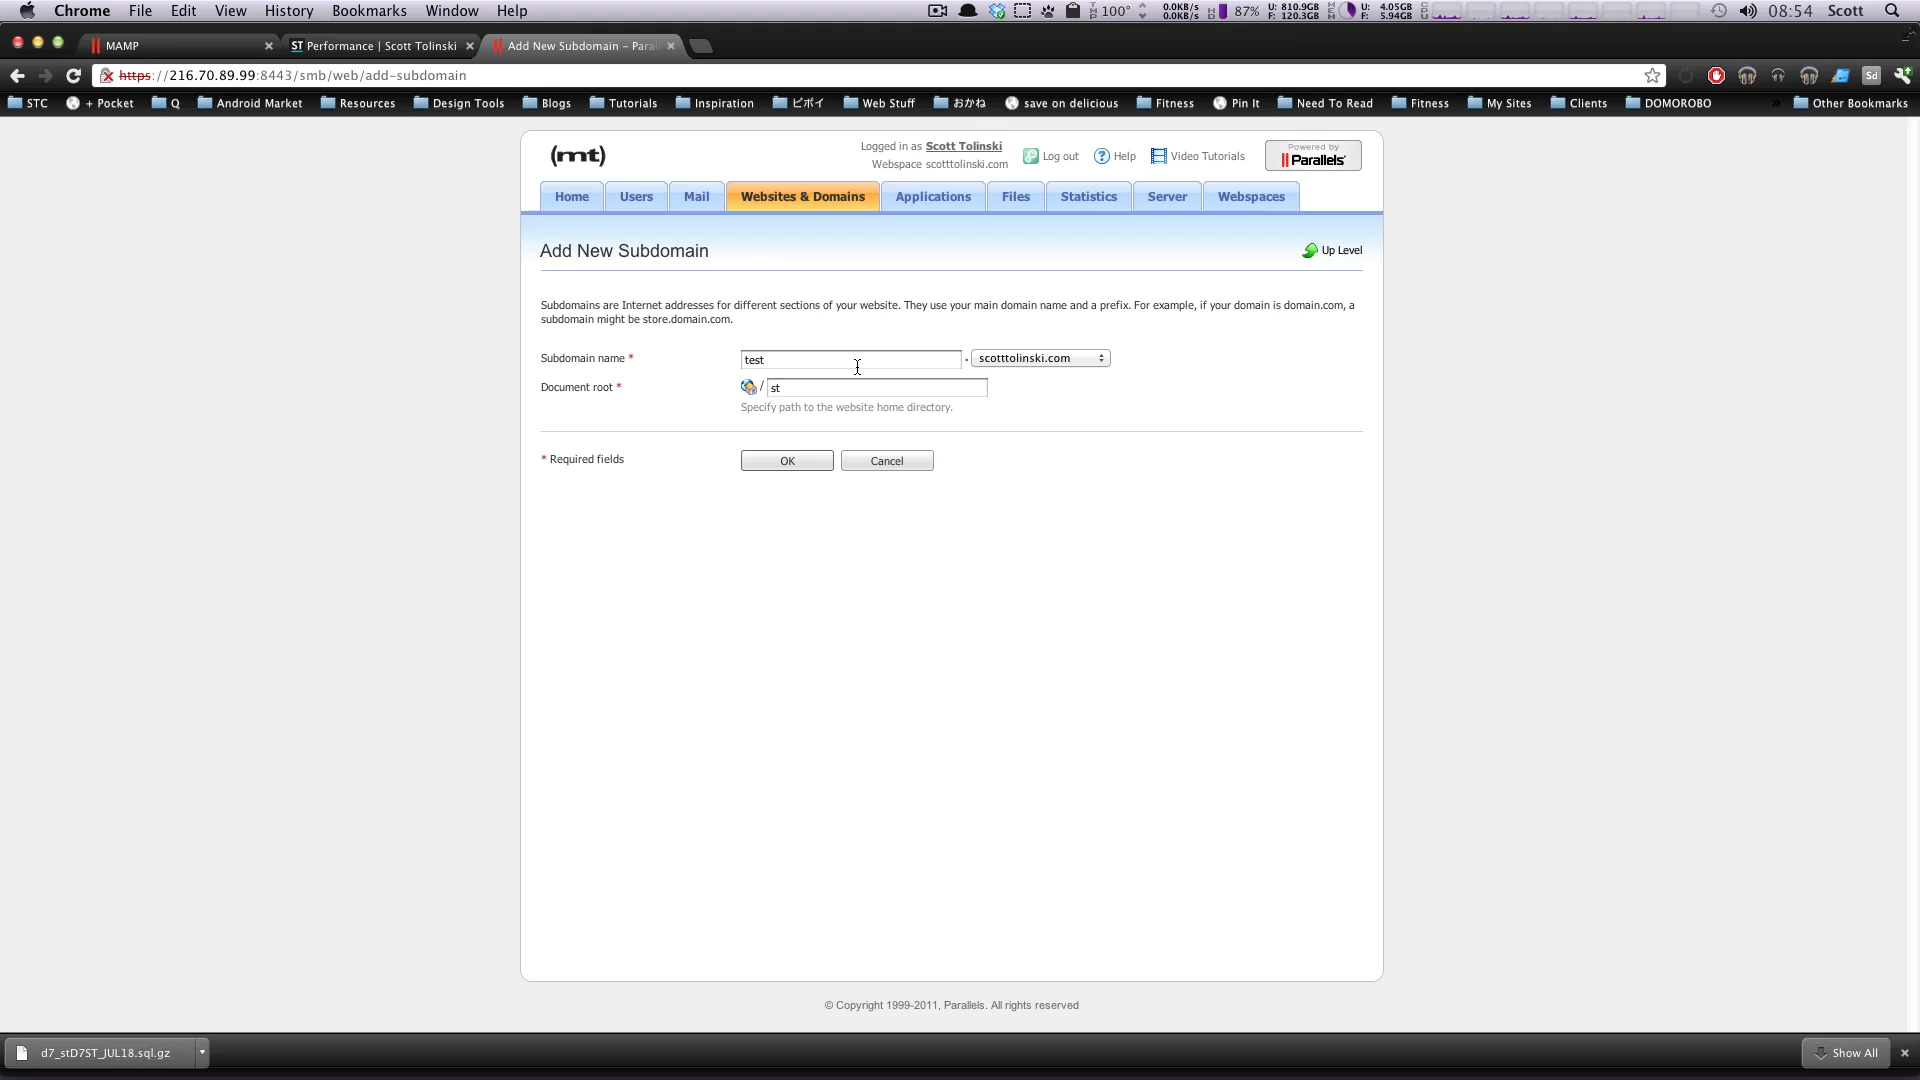 Chrome File Edit View History Bookmarks Window Help 100° 0.0KB/s 0.0KB/s 87% U: 810.9GB F: 120.3GB U: 4.05GB F: 5.94GB 08:54 Scott
MAMP ST Performance | Scott Tolinski Add New Subdomain – Paral
https://216.70.89.99:8443/smb/web/add-subdomain Sd
STC + Pocket Q Android Market Resources Design Tools Blogs Tutorials Inspiration ビボイ Web Stuff おかね save on delicious Fitness Pin It Need To Read Fitness My Sites Clients DOMOROBO » Other Bookmarks
(mt) Logged in as Scott Tolinski
Webspace scotttolinski.com
Log out Help Video Tutorials
Powered by
Parallels
Home Users Mail Websites & Domains Applications Files Statistics Server Webspaces
Add New Subdomain Up Level
Subdomains are Internet addresses for different sections of your website. They use your main domain name and a prefix. For example, if your domain is domain.com, a
subdomain might be store.domain.com.
Subdomain name * test . scotttolinski.com
Document root * / st
Specify path to the website home directory.
* Required fields OK Cancel
© Copyright 1999-2011, Parallels. All rights reserved
d7_stD7ST_JUL18.sql.gz Show All